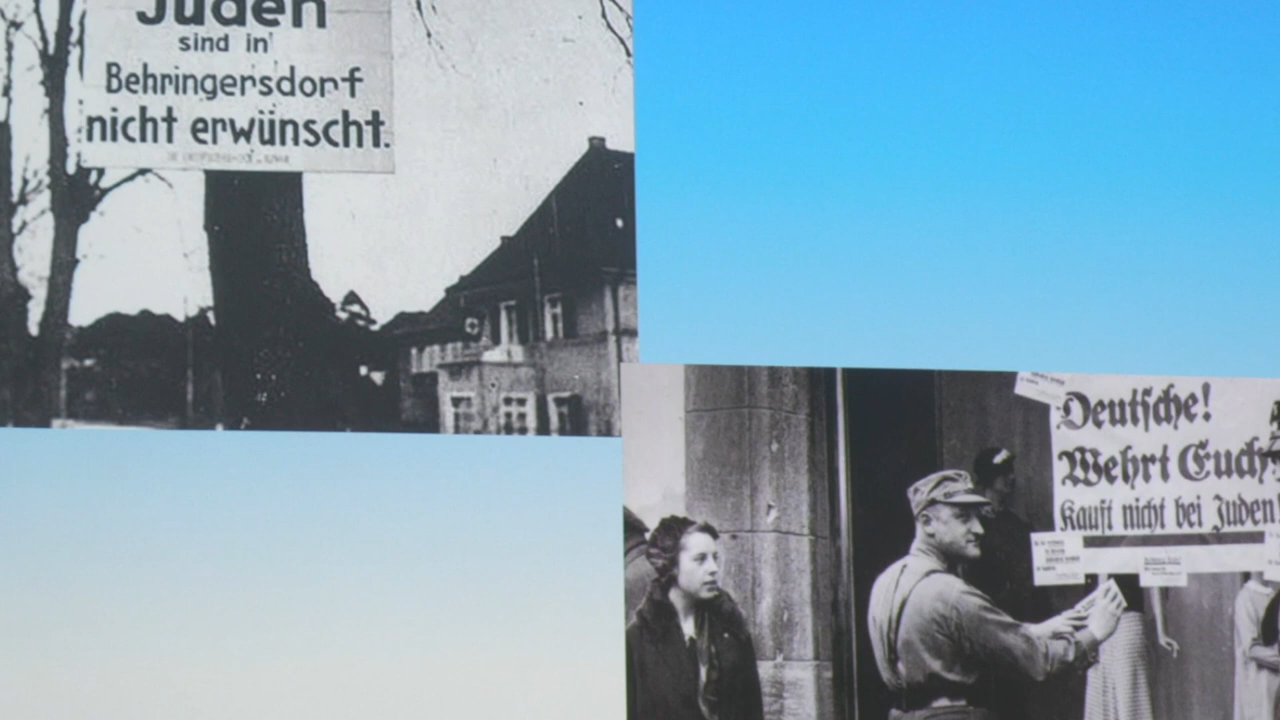 Juden
sind in
Behringersdorf
nicht erwünscht.
Deutsche!
Wehrt Euch!
Kauft nicht bei Juden!